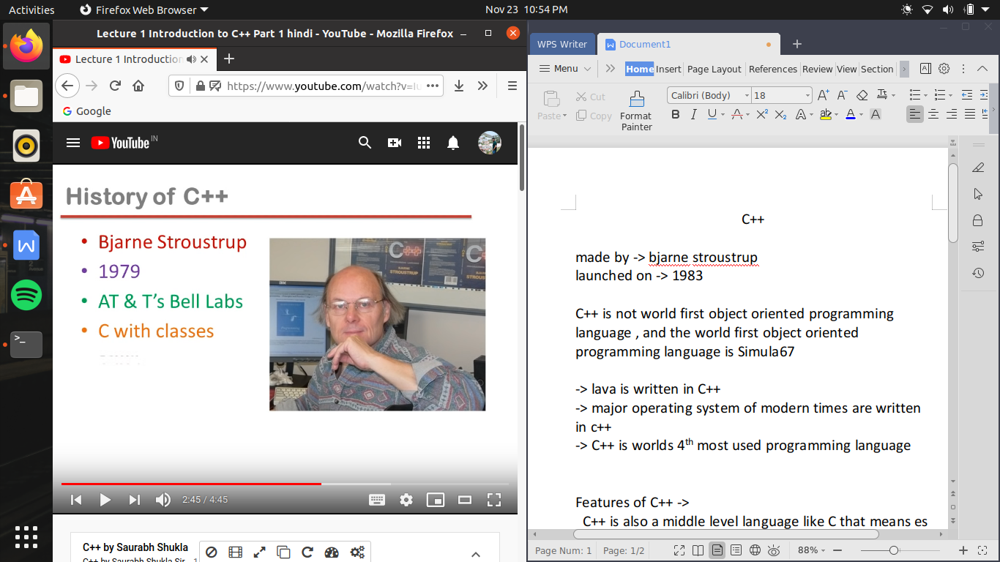 Activities
Firefox Web Browser
Nov 23 10:54 PM
Lecture 1 Introduction to C++ Part 1 hindi - YouTube - Mozilla Firefox
Lecture 1 Introduction
https://www.youtube.com/watch?v=
Google
YouTube IN
History of C++
• Bjarne Stroustrup
• 1979
• AT & T's Bell Labs
• C with classes
2:45 / 4:45
C++ by Saurabh Shukla
C++ by Saurabh Shukla Sir
WPS Writer
Document1
Menu
Home Insert Page Layout References Review View Section
Paste
Cut
Copy
Format
Painter
Calibri (Body) 18
C++
made by -> bjarne stroustrup
launched on -> 1983
C++ is not world first object oriented programming
language , and the world first object oriented
programming language is Simula67
-> lava is written in C++
-> major operating system of modern times are written
in c++
-> C++ is worlds 4th most used programming language
Features of C++ ->
C++ is also a middle level language like C that means es
Page Num: 1 Page: 1/2
88%